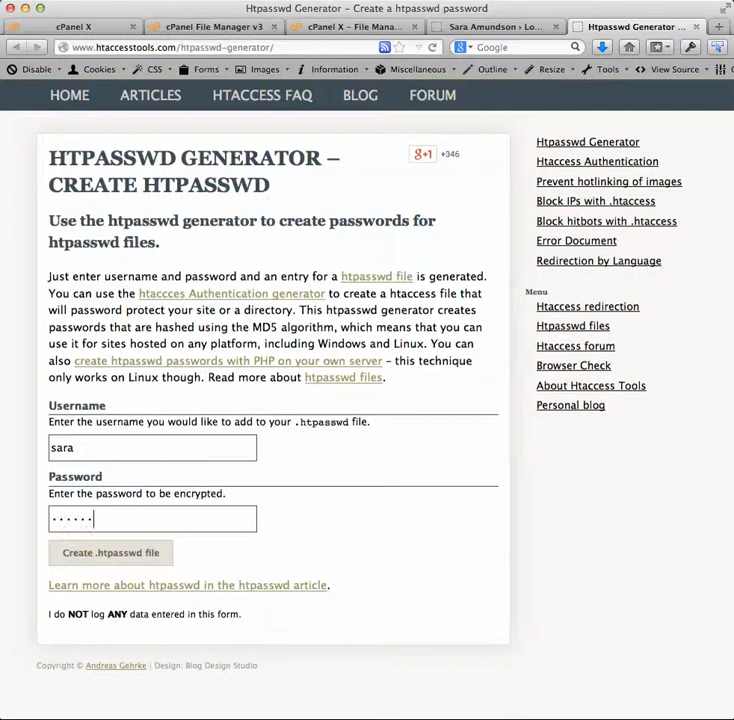 Htpasswd Generator – Create a htpasswd password
cPanel X
cPanel File Manager v3
cPanel X – File Mana...
Sara Amundson › Lo...
Htpasswd Generator ...
www.htaccesstools.com/htpasswd-generator/
Google
Disable
Cookies
CSS
Forms
Images
Information
Miscellaneous
Outline
Resize
Tools
View Source
HOME
ARTICLES
HTACCESS FAQ
BLOG
FORUM
HTPASSWD GENERATOR –
CREATE HTPASSWD
g+1 +346
Use the htpasswd generator to create passwords for
htpasswd files.
Just enter username and password and an entry for a htpasswd file is generated.
You can use the htaccces Authentication generator to create a htaccess file that
will password protect your site or a directory. This htpasswd generator creates
passwords that are hashed using the MD5 algorithm, which means that you can
use it for sites hosted on any platform, including Windows and Linux. You can
also create htpasswd passwords with PHP on your own server – this technique
only works on Linux though. Read more about htpasswd files.
Username
Enter the username you would like to add to your .htpasswd file.
sara
Password
Enter the password to be encrypted.
······
Create .htpasswd file
Learn more about htpasswd in the htpasswd article.
I do NOT log ANY data entered in this form.
Htpasswd Generator
Htaccess Authentication
Prevent hotlinking of images
Block IPs with .htaccess
Block hitbots with .htaccess
Error Document
Redirection by Language
Menu
Htaccess redirection
Htpasswd files
Htaccess forum
Browser Check
About Htaccess Tools
Personal blog
Copyright © Andreas Gehrke | Design: Blog Design Studio